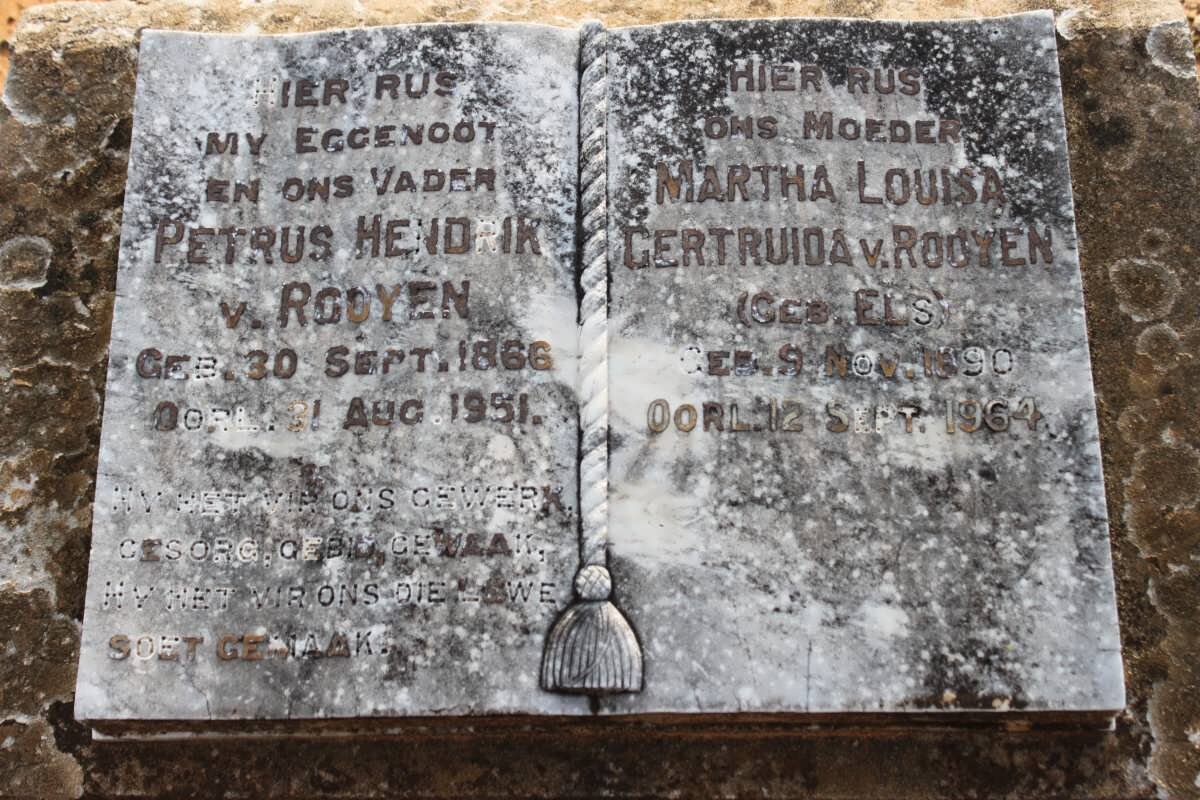 HIER RUS
MY EGGENOOT
EN ONS VADER
PETRUS HENDRIK
v. ROOYEN
GEB. 30 SEPT. 1866
OORL. 31 AUG. 1951.
HY HET VIR ONS GEWERK,
GESORG, GEBID, GEWAAK,
HY HET VIR ONS DIE LEWE
SOET GEMAAK.
HIER RUS
ONS MOEDER
MARTHA LOUISA
GERTRUIDA v. ROOYEN
(GEB. ELS)
GEB. 9 NOV. 1890
OORL. 12 SEPT. 1964